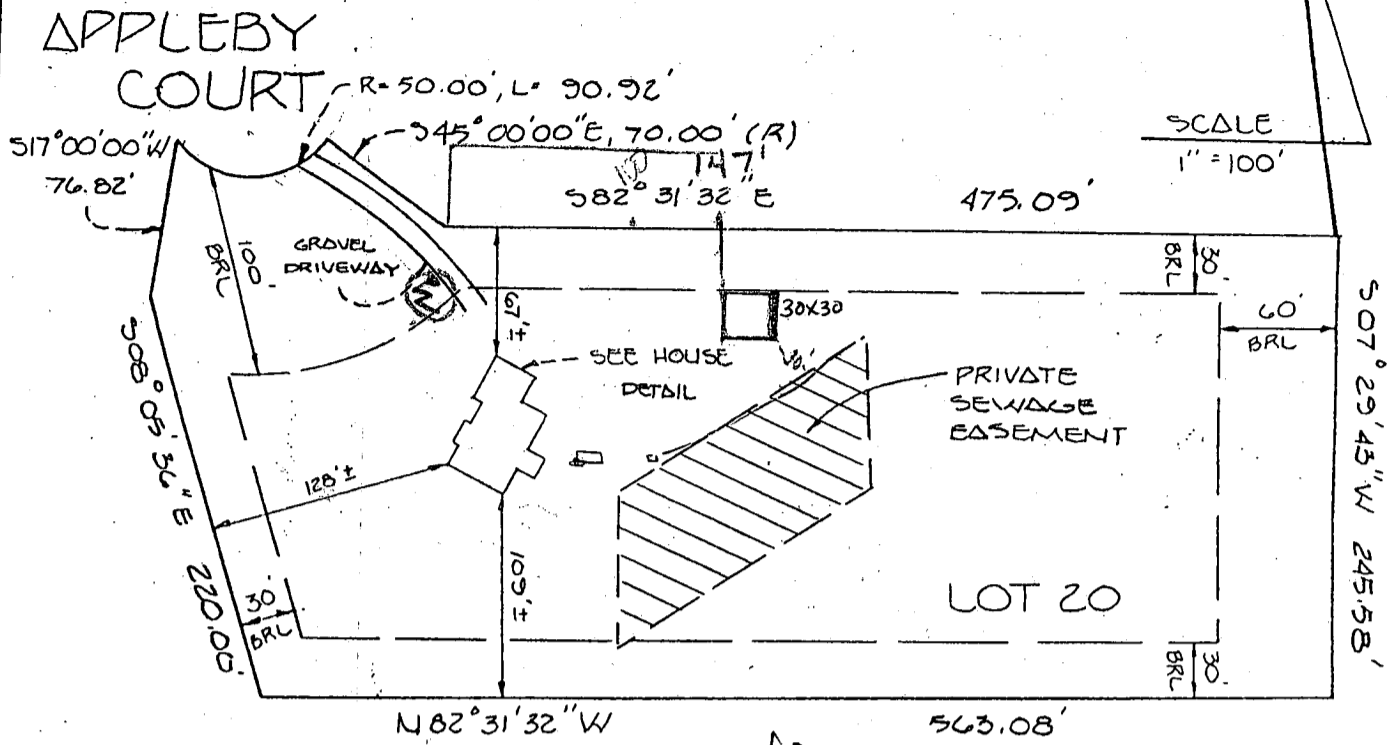 APPLEBY
COURT
R=50.00', L= 90.92'
S45°00'00"E, 70.00' (R)
S17°00'00"W
76.82'
SCALE
1"=100'
147'
S82°31'32"E
475.09'
100'
BRL
GRAVEL
DRIVEWAY
W
67'±
30'
BRL
30x30
60'
BRL
SEE HOUSE
DETAIL
PRIVATE
SEWAGE
EASEMENT
S08°05'36"E 220.00'
128'±
109'±
S07°29'43"W 245.58'
LOT 20
30'
BRL
30'
BRL
N82°31'32"W
563.08'